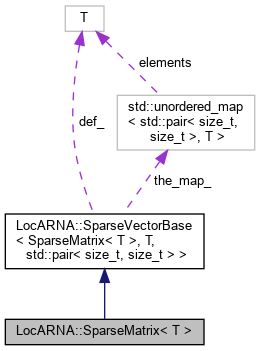 T
elements
def_
std::unordered_map
< std::pair< size_t,
size_t >, T >
the_map_
LocARNA::SparseVectorBase
< SparseMatrix< T >, T,
std::pair< size_t, size_t > >
LocARNA::SparseMatrix< T >